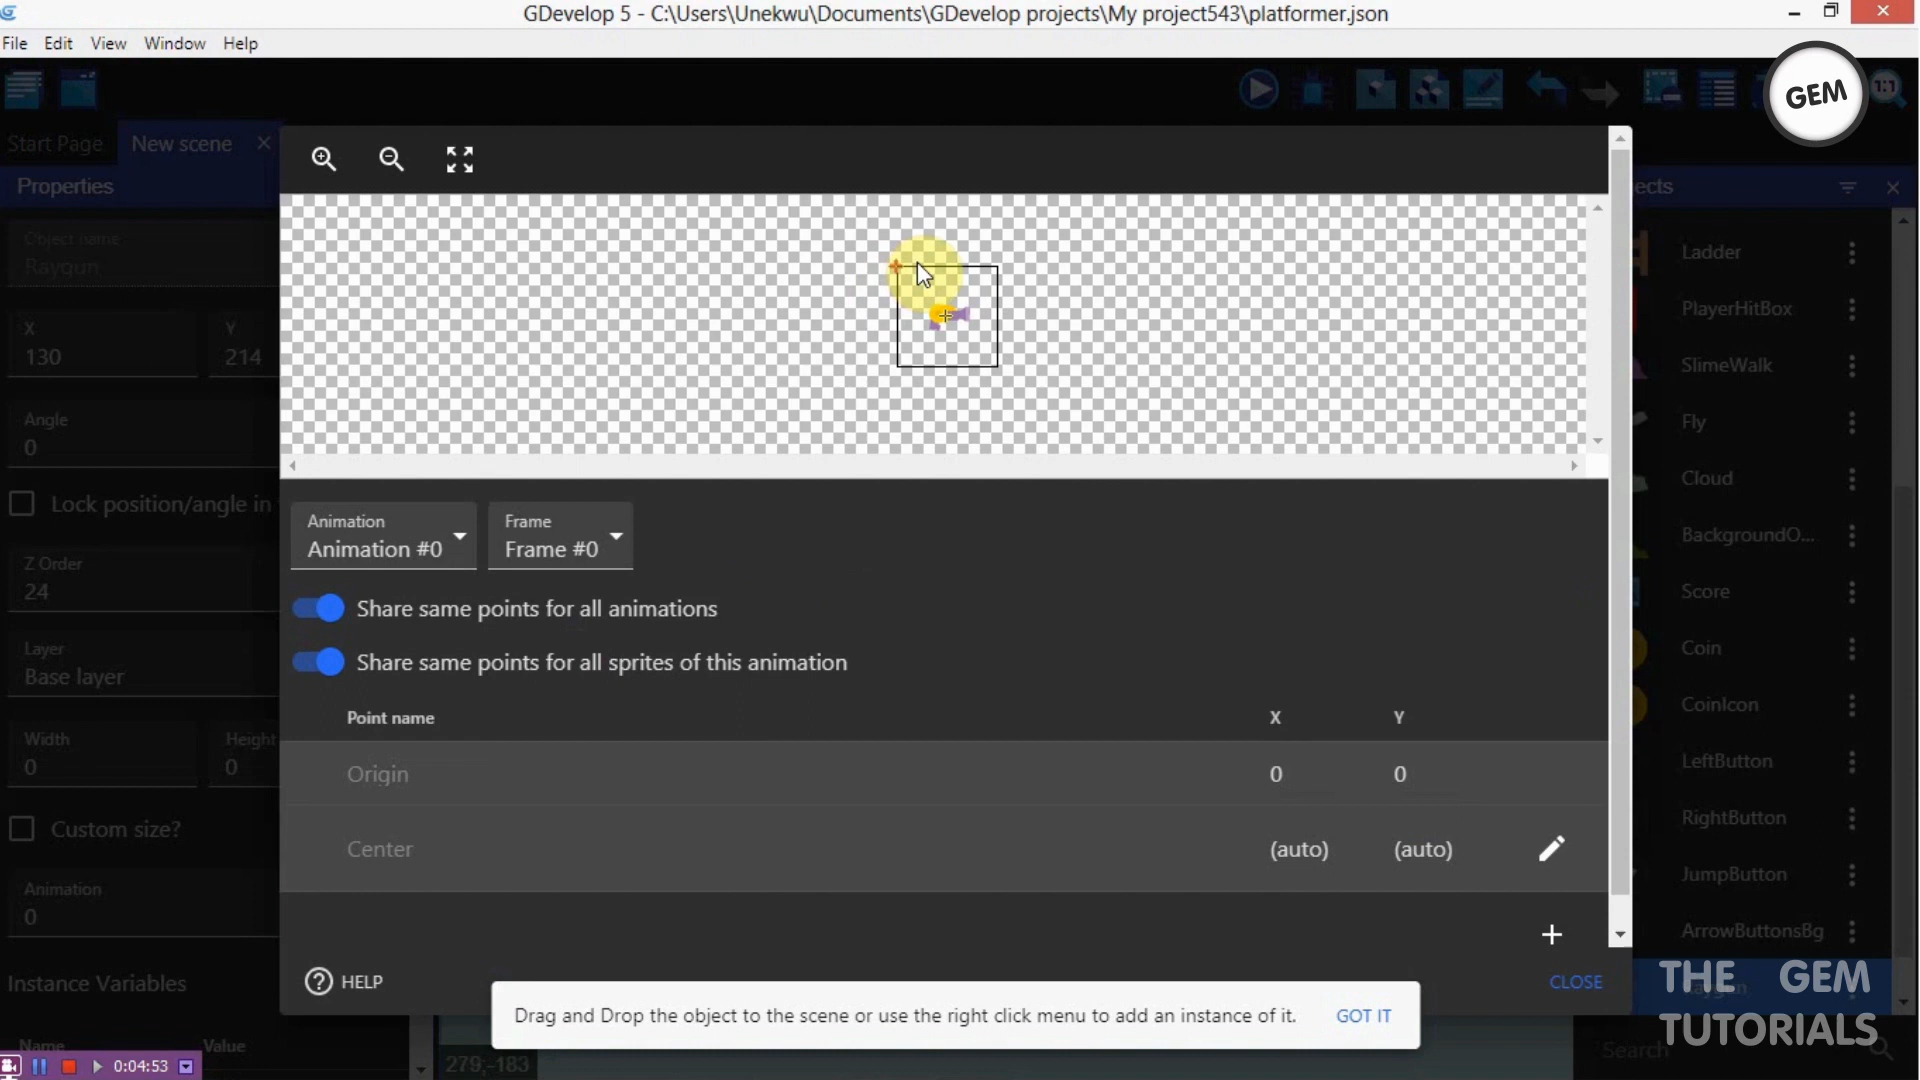 GDevelop 5 - C:\Users\Unekwu\Documents\GDevelop projects\My project543\platformer.json
File Edit View Window Help
GEM
1:1
Start Page New scene
Properties
ects
Object name
Raygun
X Y
130 214
Angle
0
Lock position/angle in
Z Order
24
Layer
Base layer
Width Height
0 0
Custom size?
Animation
0
Instance Variables
Name Value
0:04:53
279;-183
Animation Frame
Animation #0 Frame #0
Share same points for all animations
Share same points for all sprites of this animation
Point name X Y
Origin 0 0
Center (auto) (auto)
HELP
CLOSE
Drag and Drop the object to the scene or use the right click menu to add an instance of it. GOT IT
Ladder
PlayerHitBox
SlimeWalk
Fly
Cloud
BackgroundO...
Score
Coin
CoinIcon
LeftButton
RightButton
JumpButton
ArrowButtonsBg
THE GEM
TUTORIALS
Search